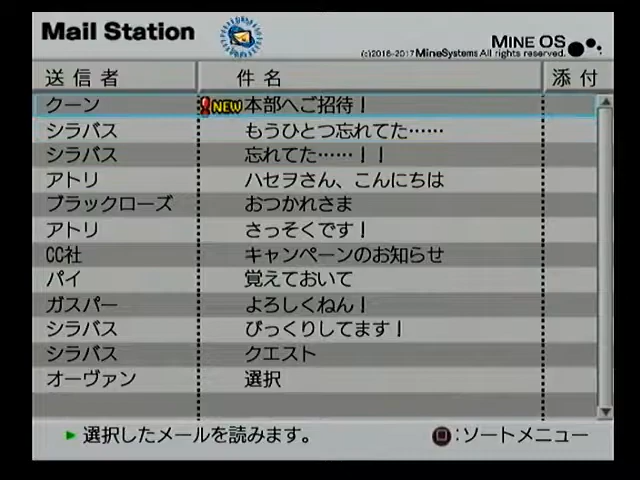 Mail Station
MINE OS
(c)2016-2017 MineSystems All rights reserved.
送信者 件名 添付
クーン NEW 本部へご招待！
シラバス もうひとつ忘れてた……
シラバス 忘れてた……！！
アトリ ハセヲさん、こんにちは
ブラックローズ おつかれさま
アトリ さっそくです！
CC社 キャンペーンのお知らせ
パイ 覚えておいて
ガスパー よろしくねん！
シラバス びっくりしてます！
シラバス クエスト
オーヴァン 選択
選択したメールを読みます。 :ソートメニュー